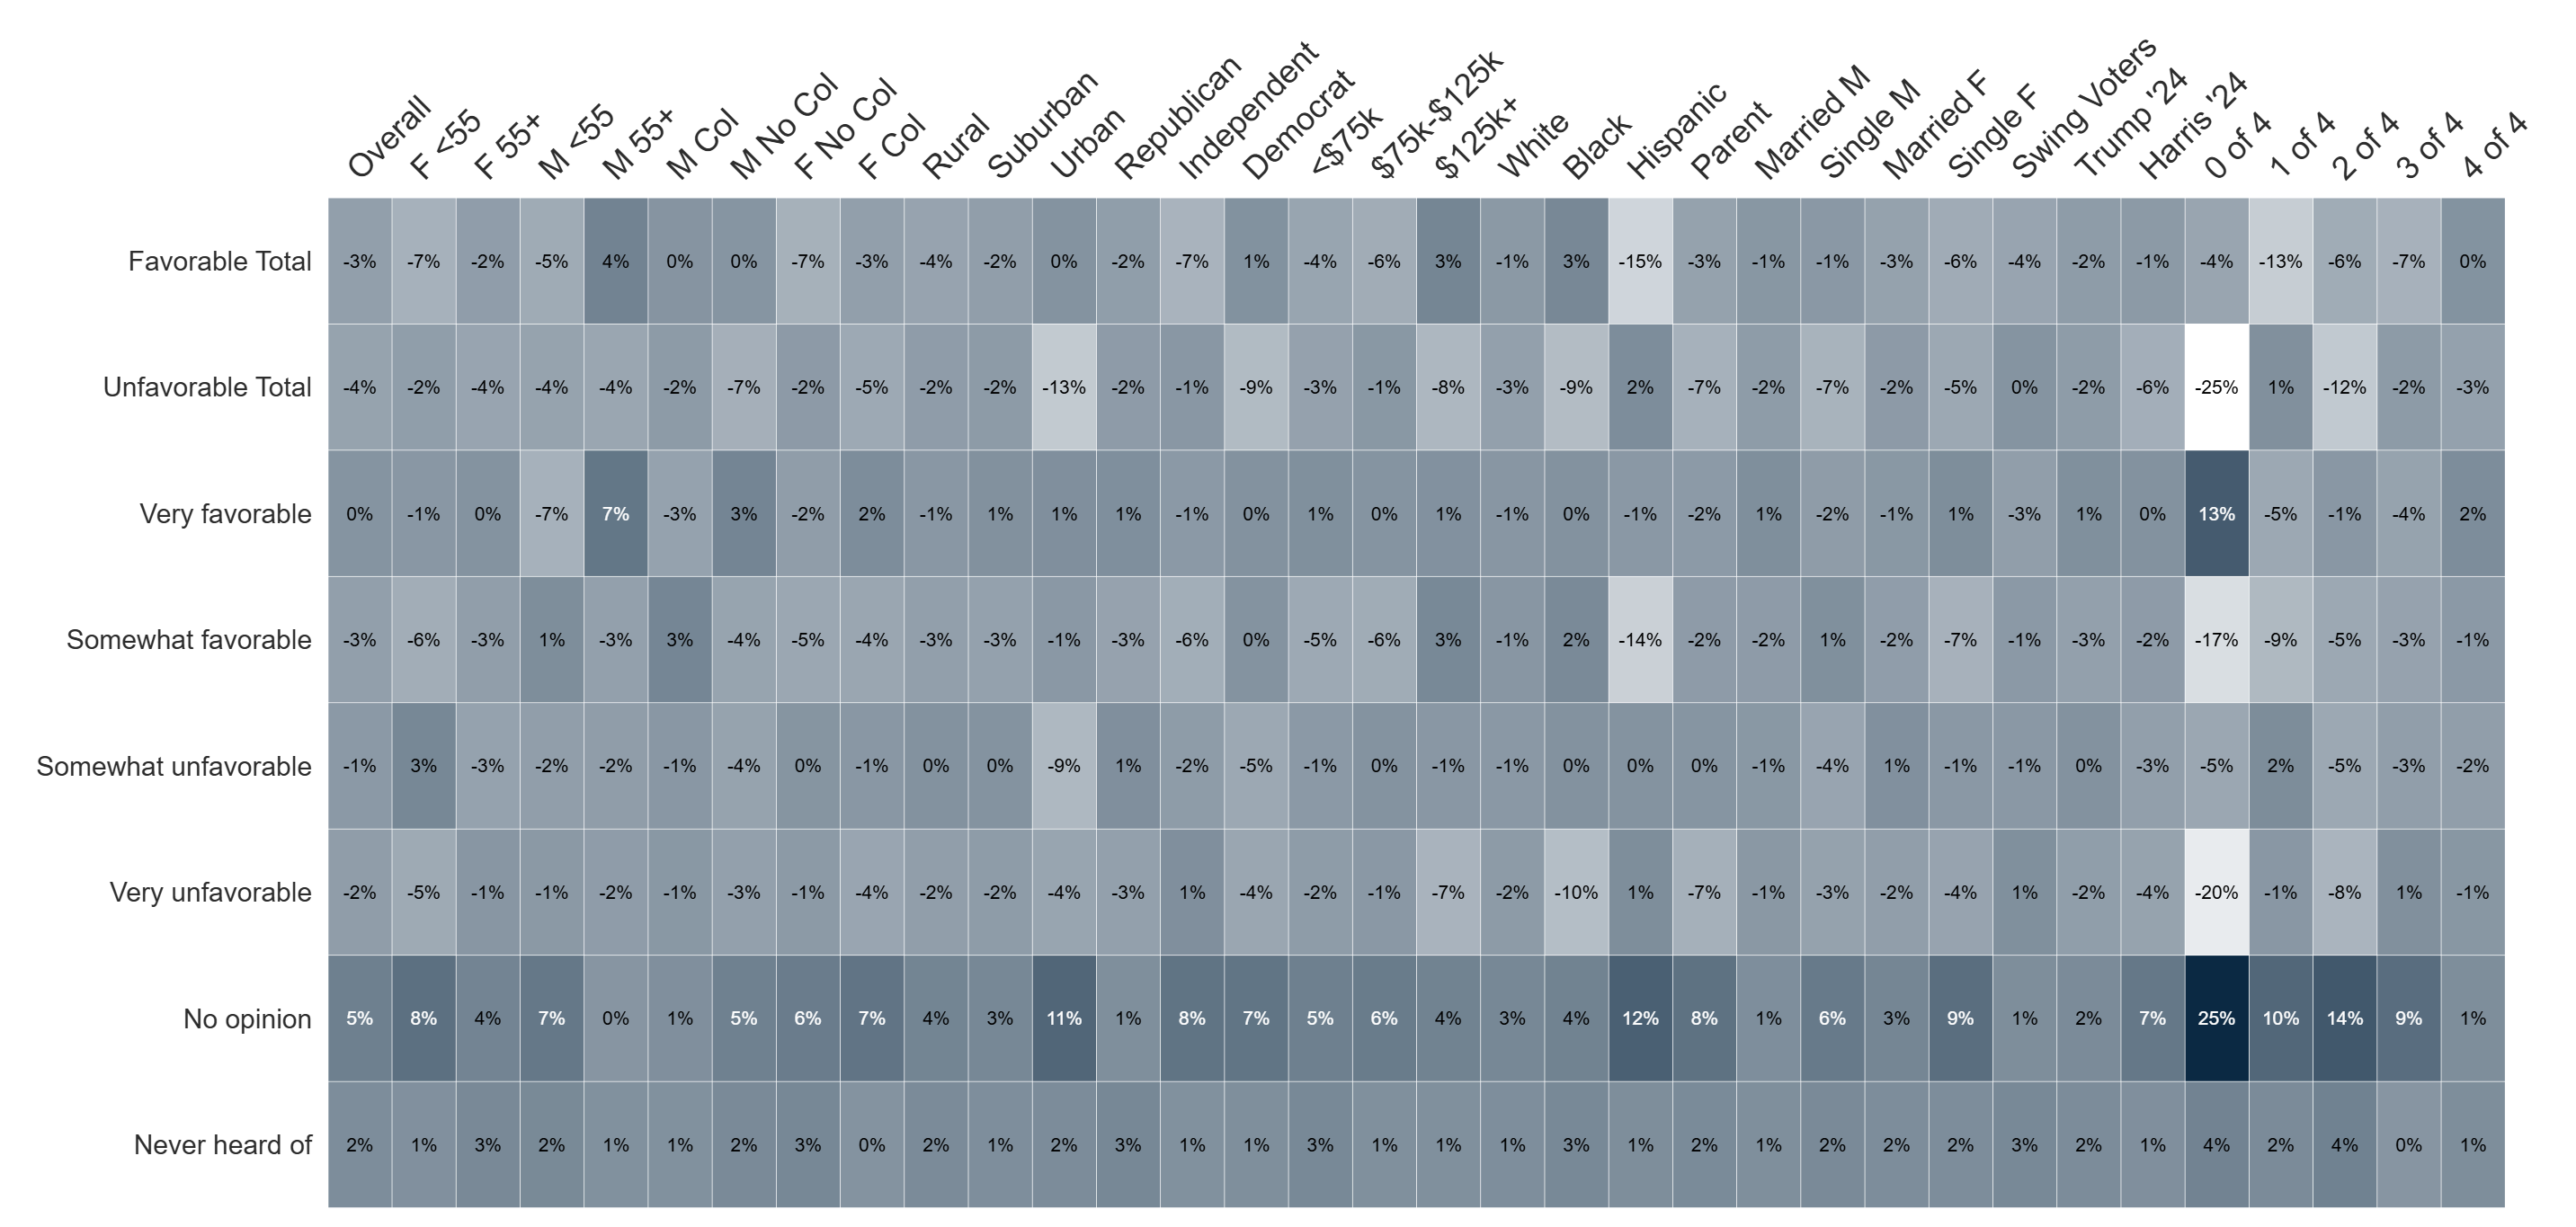 Overall F <55 F 55+ M <55 M 55+ M Col M No Col F No Col F Col Rural Suburban Urban Republican Independent Democrat <$75k $75k-$125k $125k+ White Black Hispanic Parent Married M Single M Married F Single F Swing Voters Trump '24 Harris '24 0 of 4 1 of 4 2 of 4 3 of 4 4 of 4
Favorable Total -3% -7% -2% -5% 4% 0% 0% -7% -3% -4% -2% 0% -2% -7% 1% -4% -6% 3% -1% 3% -15% -3% -1% -1% -3% -6% -4% -2% -1% -4% -13% -6% -7% 0%
Unfavorable Total -4% -2% -4% -4% -4% -2% -7% -2% -5% -2% -2% -13% -2% -1% -9% -3% -1% -8% -3% -9% 2% -7% -2% -7% -2% -5% 0% -2% -6% -25% 1% -12% -2% -3%
Very favorable 0% -1% 0% -7% 7% -3% 3% -2% 2% -1% 1% 1% 1% -1% 0% 1% 0% 1% -1% 0% -1% -2% 1% -2% -1% 1% -3% 1% 0% 13% -5% -1% -4% 2%
Somewhat favorable -3% -6% -3% 1% -3% 3% -4% -5% -4% -3% -3% -1% -3% -6% 0% -5% -6% 3% -1% 2% -14% -2% -2% 1% -2% -7% -1% -3% -2% -17% -9% -5% -3% -1%
Somewhat unfavorable -1% 3% -3% -2% -2% -1% -4% 0% -1% 0% 0% -9% 1% -2% -5% -1% 0% -1% -1% 0% 0% 0% -1% -4% 1% -1% -1% 0% -3% -5% 2% -5% -3% -2%
Very unfavorable -2% -5% -1% -1% -2% -1% -3% -1% -4% -2% -2% -4% -3% 1% -4% -2% -1% -7% -2% -10% 1% -7% -1% -3% -2% -4% 1% -2% -4% -20% -1% -8% 1% -1%
No opinion 5% 8% 4% 7% 0% 1% 5% 6% 7% 4% 3% 11% 1% 8% 7% 5% 6% 4% 3% 4% 12% 8% 1% 6% 3% 9% 1% 2% 7% 25% 10% 14% 9% 1%
Never heard of 2% 1% 3% 2% 1% 1% 2% 3% 0% 2% 1% 2% 3% 1% 1% 3% 1% 1% 1% 3% 1% 2% 1% 2% 2% 2% 3% 2% 1% 4% 2% 4% 0% 1%